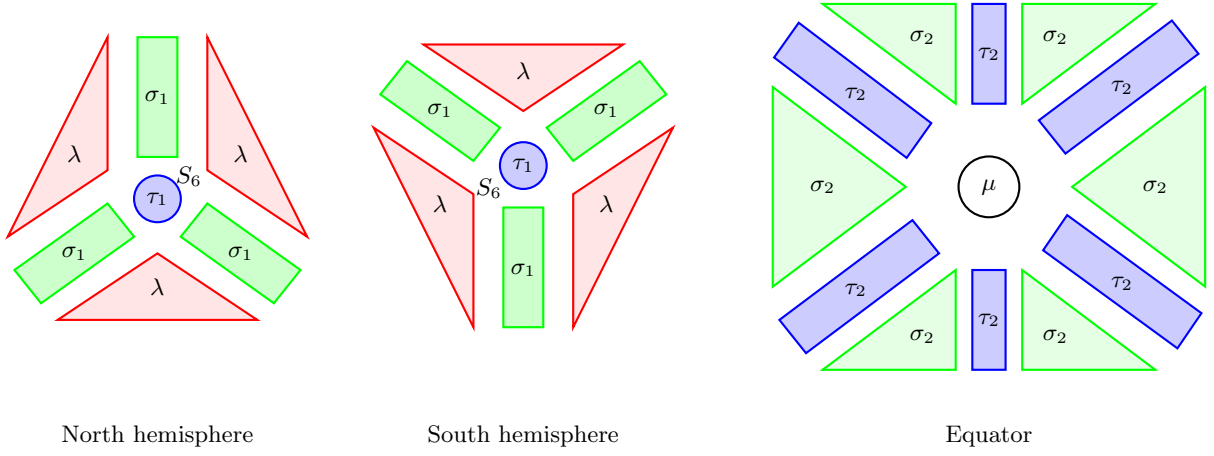 σ₁
λ
λ
S₆
τ₁
σ₁
σ₁
λ
North hemisphere
λ
σ₁
σ₁
τ₁
S₆
λ
λ
σ₁
South hemisphere
σ₂
τ₂
σ₂
τ₂
τ₂
σ₂
μ
σ₂
τ₂
τ₂
σ₂
τ₂
σ₂
Equator